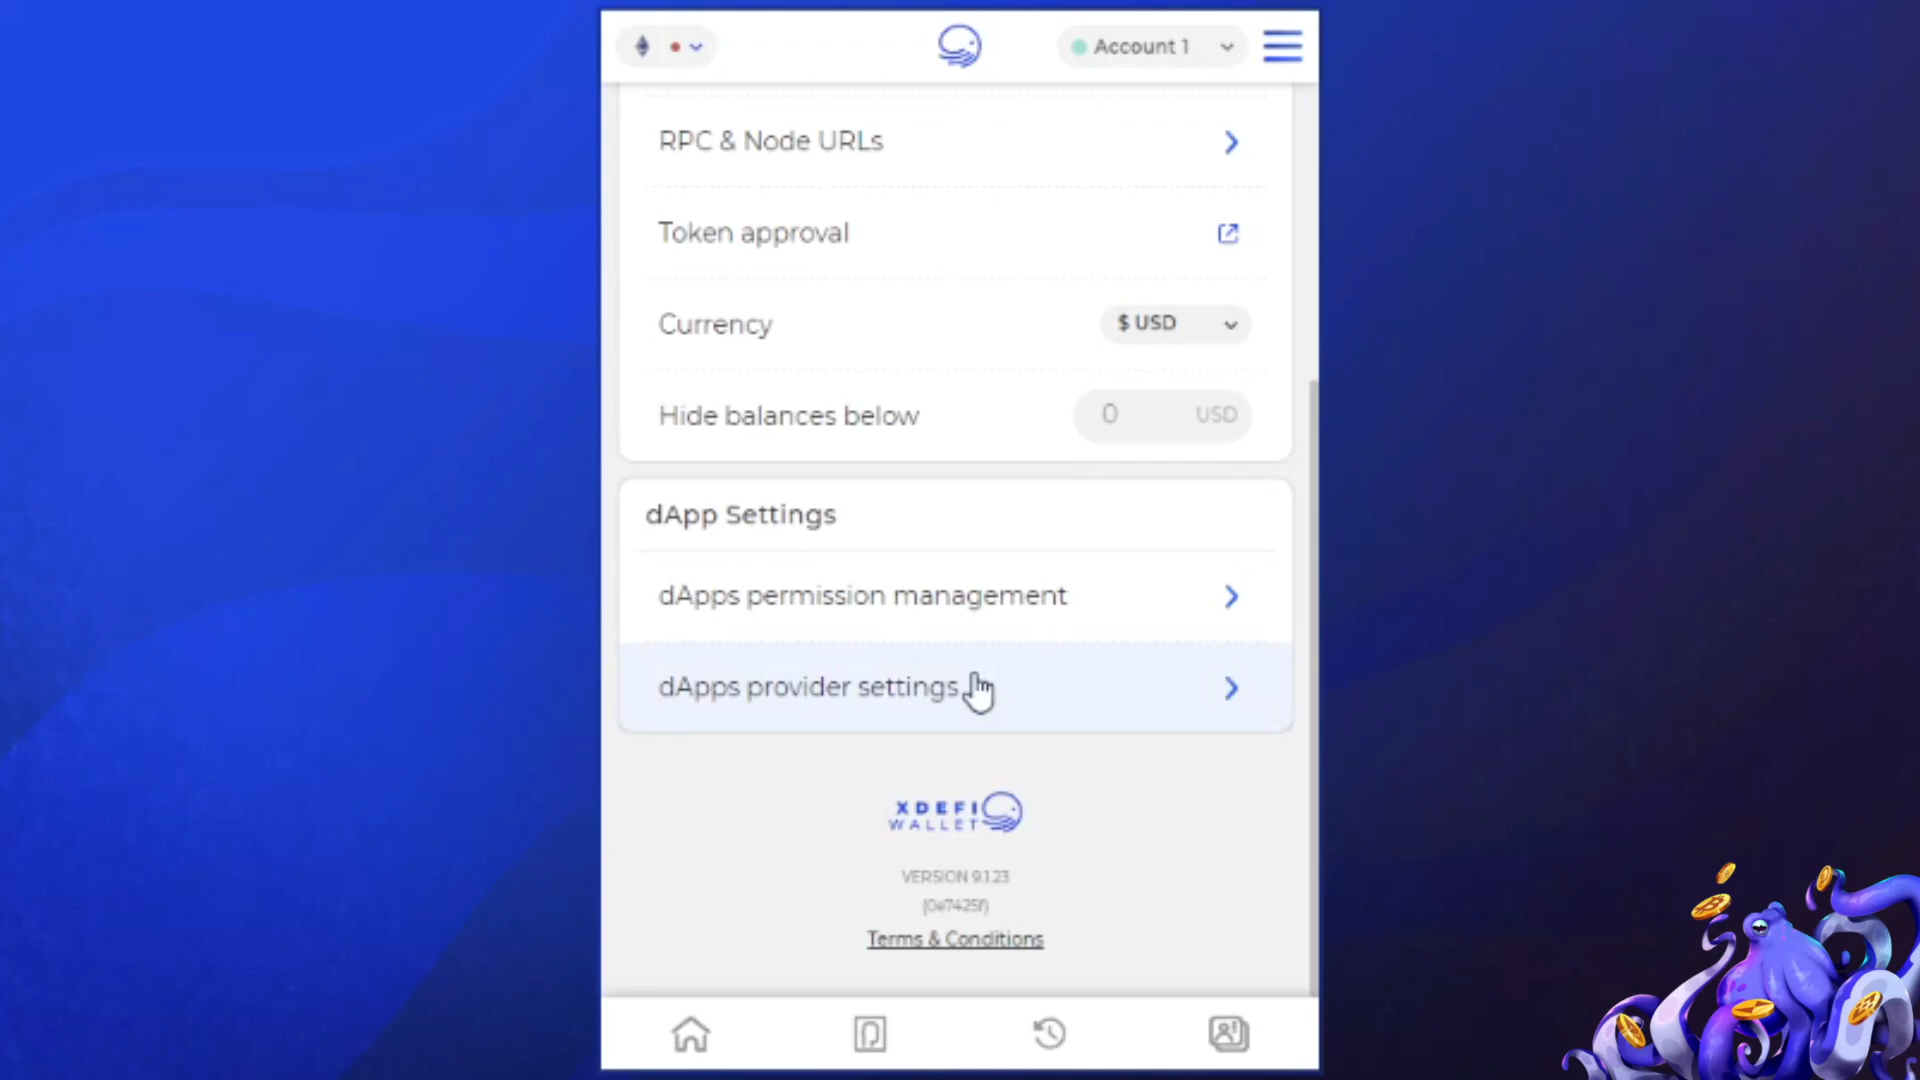 Account 1
RPC & Node URLs
Token approval
Currency
$ USD
Hide balances below
0 USD
dApp Settings
dApps permission management
dApps provider settings
XDEFI
WALLET
VERSION 9.1.23
(0e7425f)
Terms & Conditions